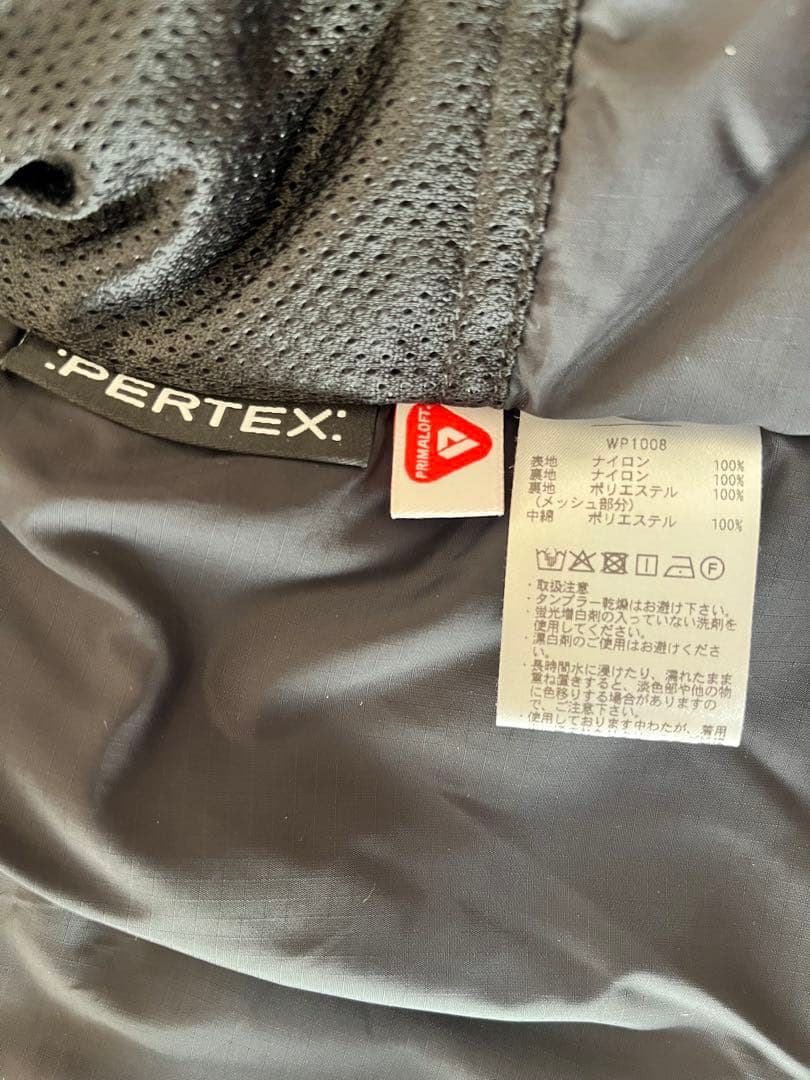 :PERTEX:
PRIMALOFT.
WP1008
表地 ナイロン 100%
裏地 ナイロン 100%
裏地 ポリエステル 100%
(メッシュ部分)
中綿 ポリエステル 100%
F
・取扱注意
・タンブラー乾燥はお避け下さい。
・蛍光増白剤の入っていない洗剤を
使用してください。
・漂白剤のご使用はお避けくださ
い。
・長時間水に浸けたり、濡れたまま
重ね置きすると、淡色部や他の物
に色移りする場合がありますの
で、ご注意下さい。
・使用しております中わたが、着用